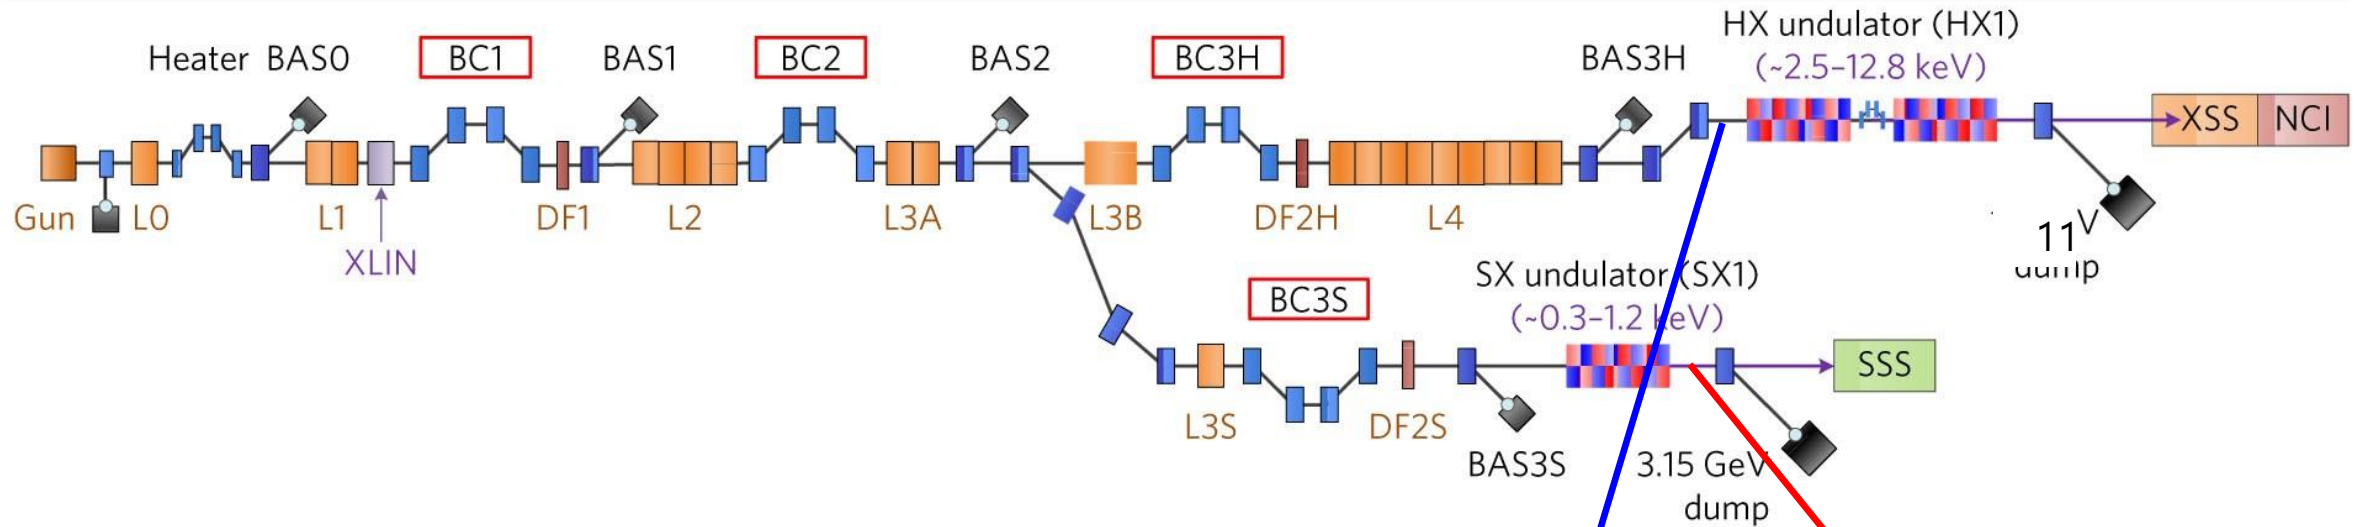 HX undulator (HX1)
(~2.5–12.8 keV)
Heater BAS0
BC1
BAS1
BC2
BAS2
BC3H
BAS3H
XSS
NCI
Gun
L0
L1
XLIN
DF1
L2
L3A
L3B
DF2H
L4
11 V
dump
SX undulator (SX1)
(~0.3–1.2 keV)
BC3S
SSS
L3S
DF2S
BAS3S
3.15 GeV
dump